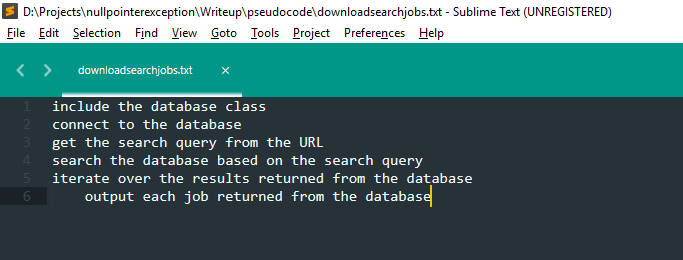 D:\Projects\nullpointerexception\Writeup\pseudocode\downloadsearchjobs.txt - Sublime Text (UNREGISTERED)
File Edit Selection Find View Goto Tools Project Preferences Help
downloadsearchjobs.txt ×
1 include the database class
2 connect to the database
3 get the search query from the URL
4 search the database based on the search query
5 iterate over the results returned from the database
6     output each job returned from the database